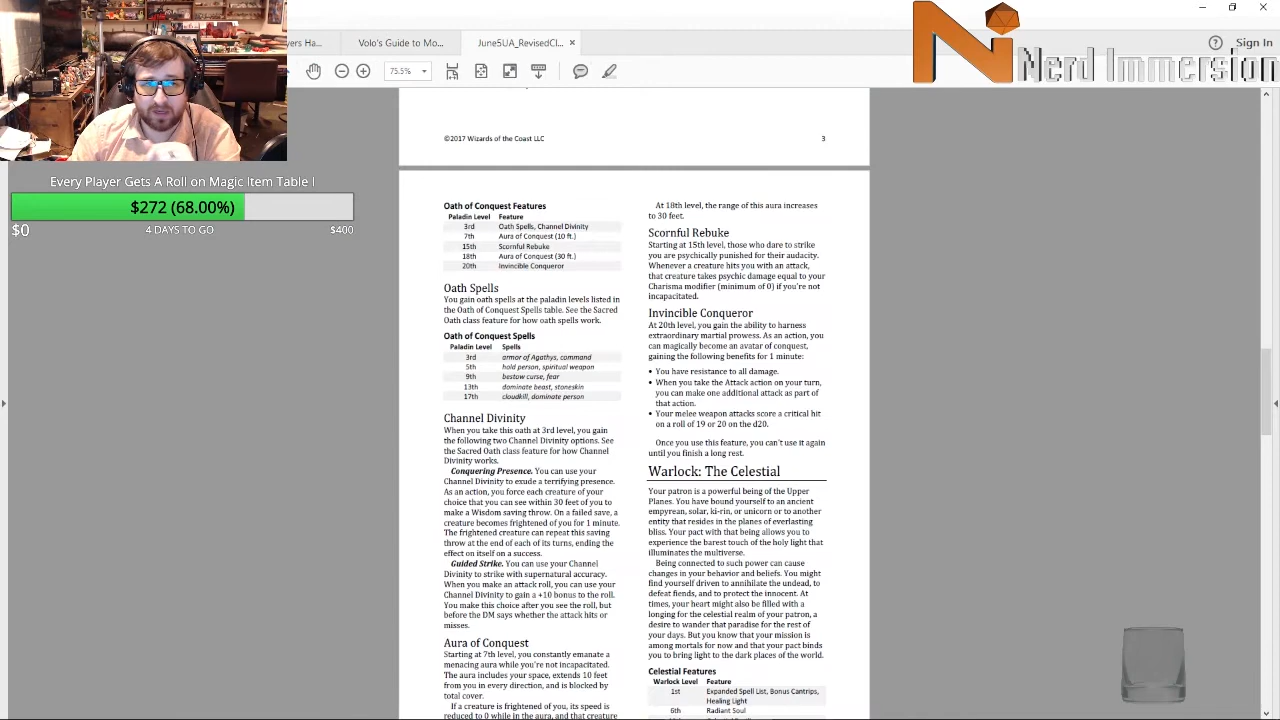 yers Ha...
Volo's Guide to Mo...
June5UA_RevisedCl...
Sign In
Nerd Immersion
75.5%
©2017 Wizards of the Coast LLC
3
Every Player Gets A Roll on Magic Item Table I
$272 (68.00%)
$0
4 DAYS TO GO
$400
Oath of Conquest Features
Paladin Level Feature
3rd Oath Spells, Channel Divinity
7th Aura of Conquest (10 ft.)
15th Scornful Rebuke
18th Aura of Conquest (30 ft.)
20th Invincible Conqueror
Oath Spells
You gain oath spells at the paladin levels listed in
the Oath of Conquest Spells table. See the Sacred
Oath class feature for how oath spells work.
Oath of Conquest Spells
Paladin Level Spells
3rd armor of Agathys, command
5th hold person, spiritual weapon
9th bestow curse, fear
13th dominate beast, stoneskin
17th cloudkill, dominate person
Channel Divinity
When you take this oath at 3rd level, you gain
the following two Channel Divinity options. See
the Sacred Oath class feature for how Channel
Divinity works.
Conquering Presence. You can use your
Channel Divinity to exude a terrifying presence.
As an action, you force each creature of your
choice that you can see within 30 feet of you to
make a Wisdom saving throw. On a failed save, a
creature becomes frightened of you for 1 minute.
The frightened creature can repeat this saving
throw at the end of each of its turns, ending the
effect on itself on a success.
Guided Strike. You can use your Channel
Divinity to strike with supernatural accuracy.
When you make an attack roll, you can use your
Channel Divinity to gain a +10 bonus to the roll.
You make this choice after you see the roll, but
before the DM says whether the attack hits or
misses.
Aura of Conquest
Starting at 7th level, you constantly emanate a
menacing aura while you're not incapacitated.
The aura includes your space, extends 10 feet
from you in every direction, and is blocked by
total cover.
If a creature is frightened of you, its speed is
reduced to 0 while in the aura, and that creature
At 18th level, the range of this aura increases
to 30 feet.
Scornful Rebuke
Starting at 15th level, those who dare to strike
you are psychically punished for their audacity.
Whenever a creature hits you with an attack,
that creature takes psychic damage equal to your
Charisma modifier (minimum of 0) if you're not
incapacitated.
Invincible Conqueror
At 20th level, you gain the ability to harness
extraordinary martial prowess. As an action, you
can magically become an avatar of conquest,
gaining the following benefits for 1 minute:
• You have resistance to all damage.
• When you take the Attack action on your turn,
you can make one additional attack as part of
that action.
• Your melee weapon attacks score a critical hit
on a roll of 19 or 20 on the d20.
Once you use this feature, you can't use it again
until you finish a long rest.
Warlock: The Celestial
Your patron is a powerful being of the Upper
Planes. You have bound yourself to an ancient
empyrean, solar, ki-rin, or unicorn or to another
entity that resides in the planes of everlasting
bliss. Your pact with that being allows you to
experience the barest touch of the holy light that
illuminates the multiverse.
Being connected to such power can cause
changes in your behavior and beliefs. You might
find yourself driven to annihilate the undead, to
defeat fiends, and to protect the innocent. At
times, your heart might also be filled with a
longing for the celestial realm of your patron, a
desire to wander that paradise for the rest of
your days. But you know that your mission is
among mortals for now and that your pact binds
you to bring light to the dark places of the world.
Celestial Features
Warlock Level Feature
1st Expanded Spell List, Bonus Cantrips,
Healing Light
6th Radiant Soul